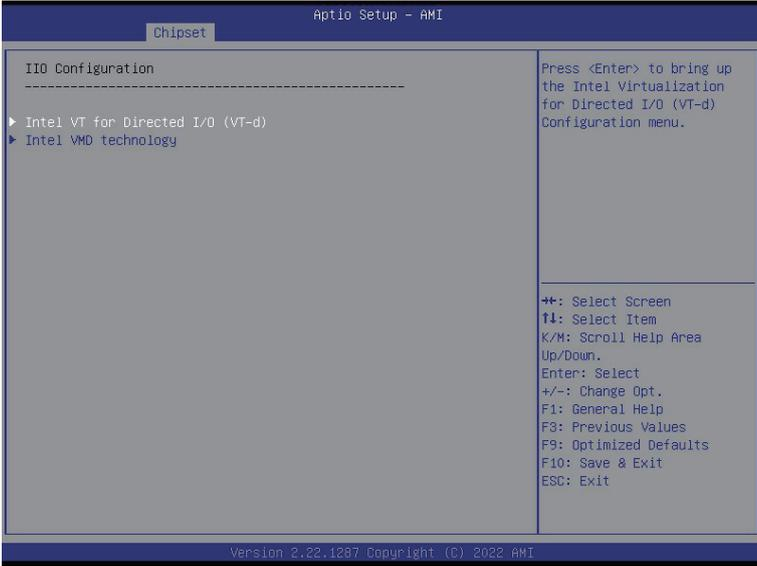 Aptio Setup – AMI
Chipset
IIO Configuration
------------------------------------------------
▶ Intel VT for Directed I/O (VT-d)
▶ Intel VMD technology
Press <Enter> to bring up
the Intel Virtualization
for Directed I/O (VT-d)
Configuration menu.
→←: Select Screen
↑↓: Select Item
K/M: Scroll Help Area
Up/Down.
Enter: Select
+/-: Change Opt.
F1: General Help
F3: Previous Values
F9: Optimized Defaults
F10: Save & Exit
ESC: Exit
Version 2.22.1287 Copyright (C) 2022 AMI